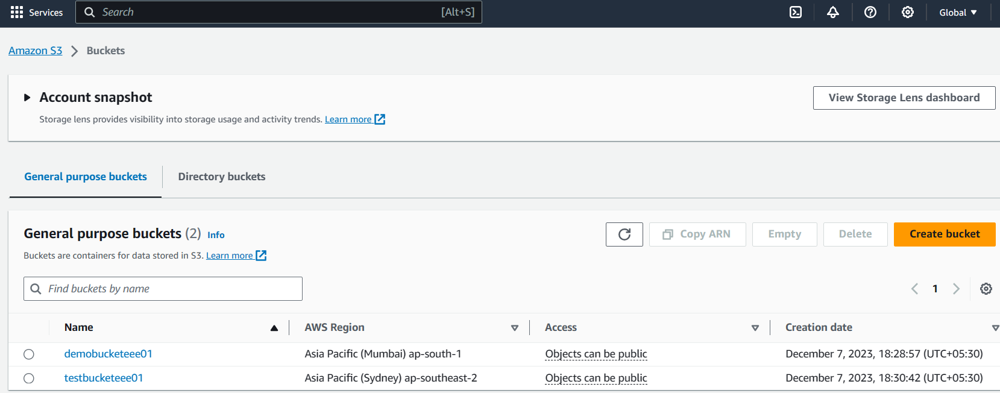 Services Search [Alt+S] Global
Amazon S3 Buckets
Account snapshot View Storage Lens dashboard
Storage lens provides visibility into storage usage and activity trends. Learn more
General purpose buckets Directory buckets
General purpose buckets (2) Info Copy ARN Empty Delete Create bucket
Buckets are containers for data stored in S3. Learn more
Find buckets by name 1
Name AWS Region Access Creation date
demobucketeee01 Asia Pacific (Mumbai) ap-south-1 Objects can be public December 7, 2023, 18:28:57 (UTC+05:30)
testbucketeee01 Asia Pacific (Sydney) ap-southeast-2 Objects can be public December 7, 2023, 18:30:42 (UTC+05:30)